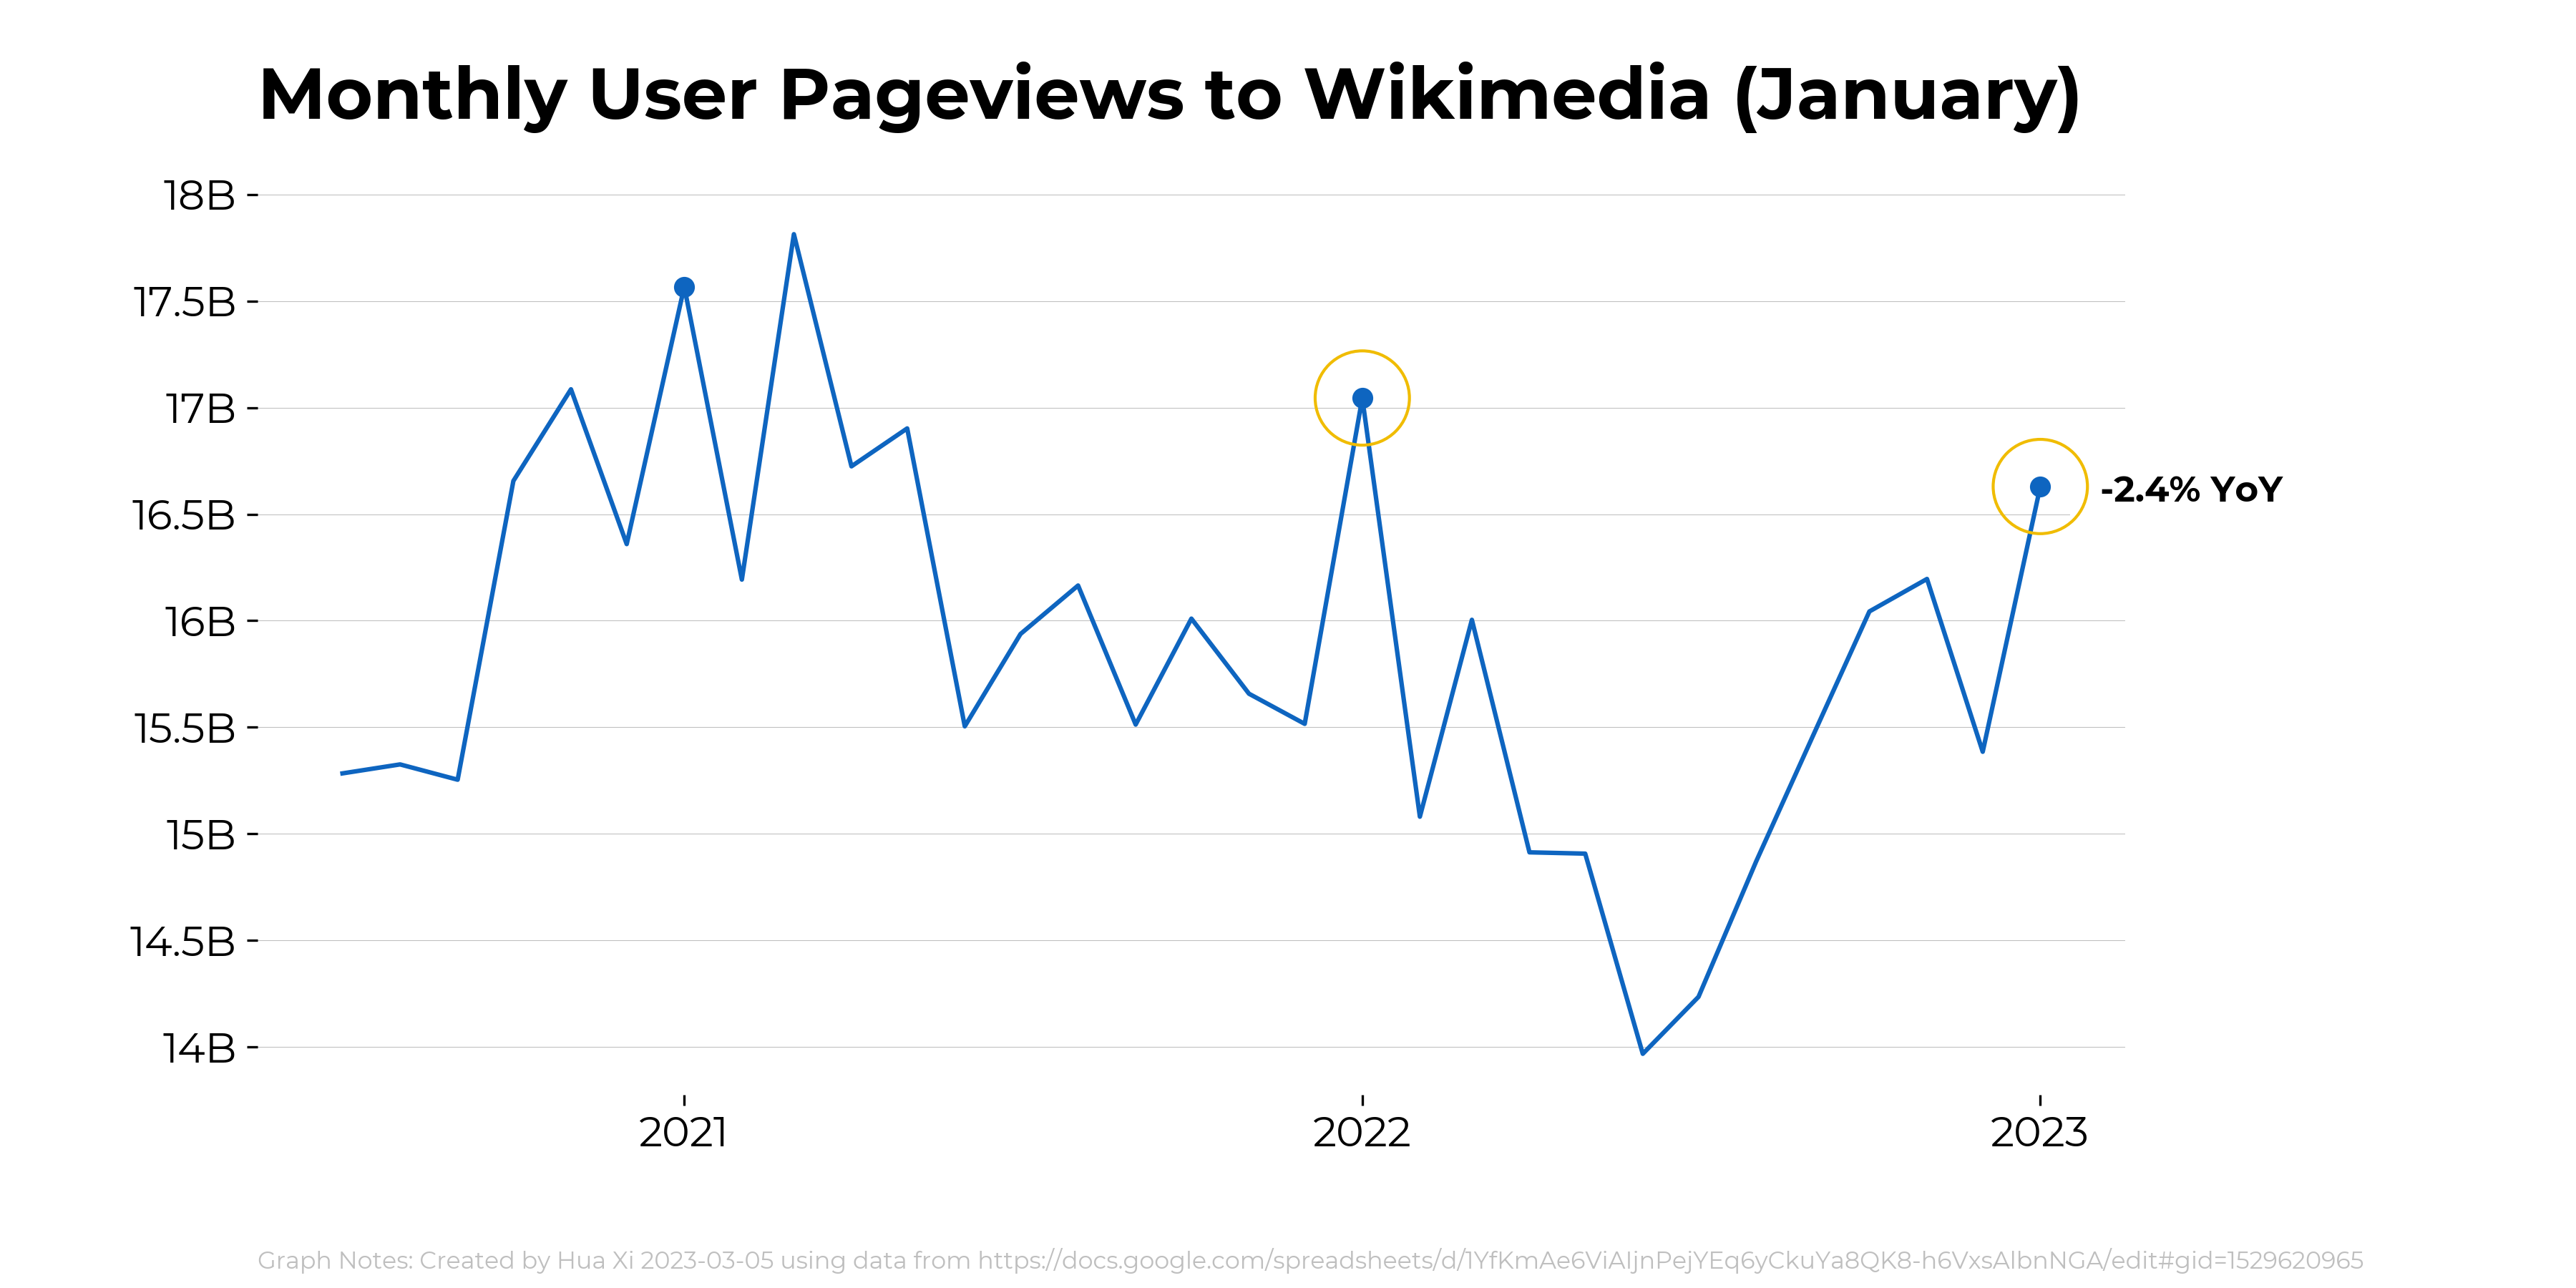 Monthly User Pageviews to Wikimedia (January)
18B
17.5B
17B
16.5B
-2.4% YoY
16B
15.5B
15B
14.5B
14B
2021 2022 2023
Graph Notes: Created by Hua Xi 2023-03-05 using data from https://docs.google.com/spreadsheets/d/1YfKmAe6ViAljnPejYEq6yCkuYa8QK8-h6VxsAlbnNGA/edit#gid=1529620965